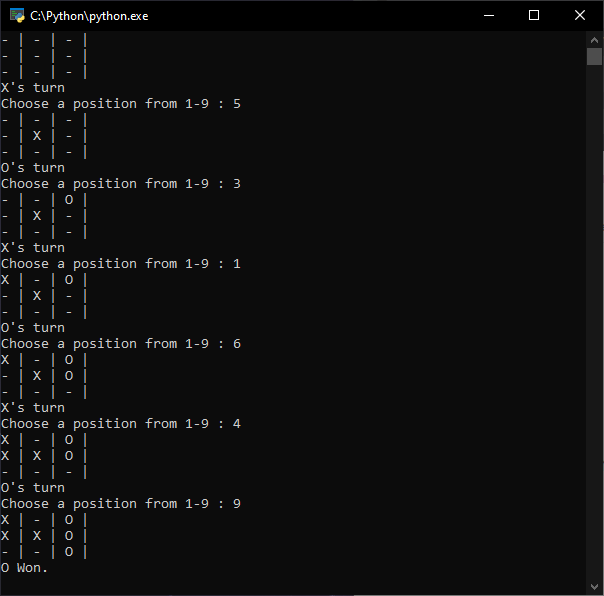 C:\Python\python.exe
- | - | - |
- | - | - |
- | - | - |
X's turn
Choose a position from 1-9 : 5
- | - | - |
- | X | - |
- | - | - |
O's turn
Choose a position from 1-9 : 3
- | - | O |
- | X | - |
- | - | - |
X's turn
Choose a position from 1-9 : 1
X | - | O |
- | X | - |
- | - | - |
O's turn
Choose a position from 1-9 : 6
X | - | O |
- | X | O |
- | - | - |
X's turn
Choose a position from 1-9 : 4
X | - | O |
X | X | O |
- | - | - |
O's turn
Choose a position from 1-9 : 9
X | - | O |
X | X | O |
- | - | O |
O Won.